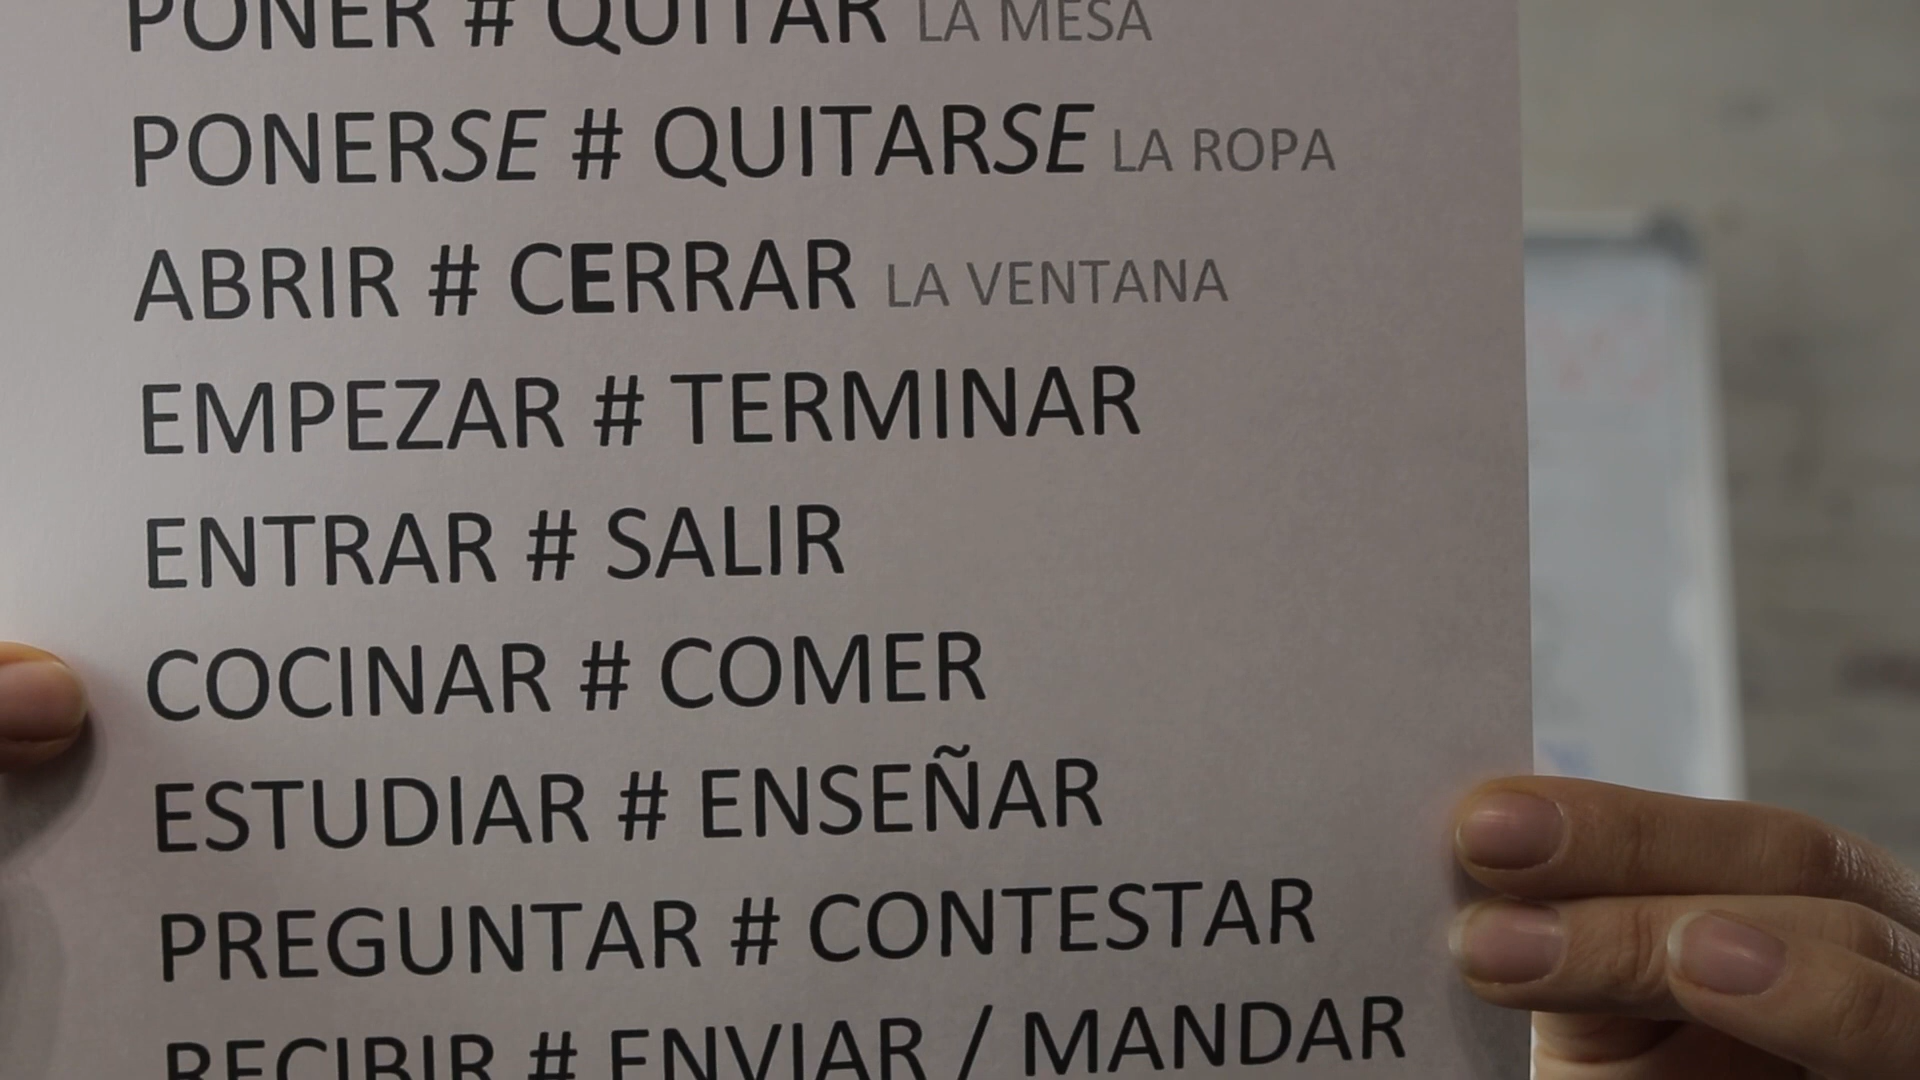 PONER # QUITAR LA MESA
PONERSE # QUITARSE LA ROPA
ABRIR # CERRAR LA VENTANA
EMPEZAR # TERMINAR
ENTRAR # SALIR
COCINAR # COMER
ESTUDIAR # ENSEÑAR
PREGUNTAR # CONTESTAR
RECIBIR # ENVIAR / MANDAR